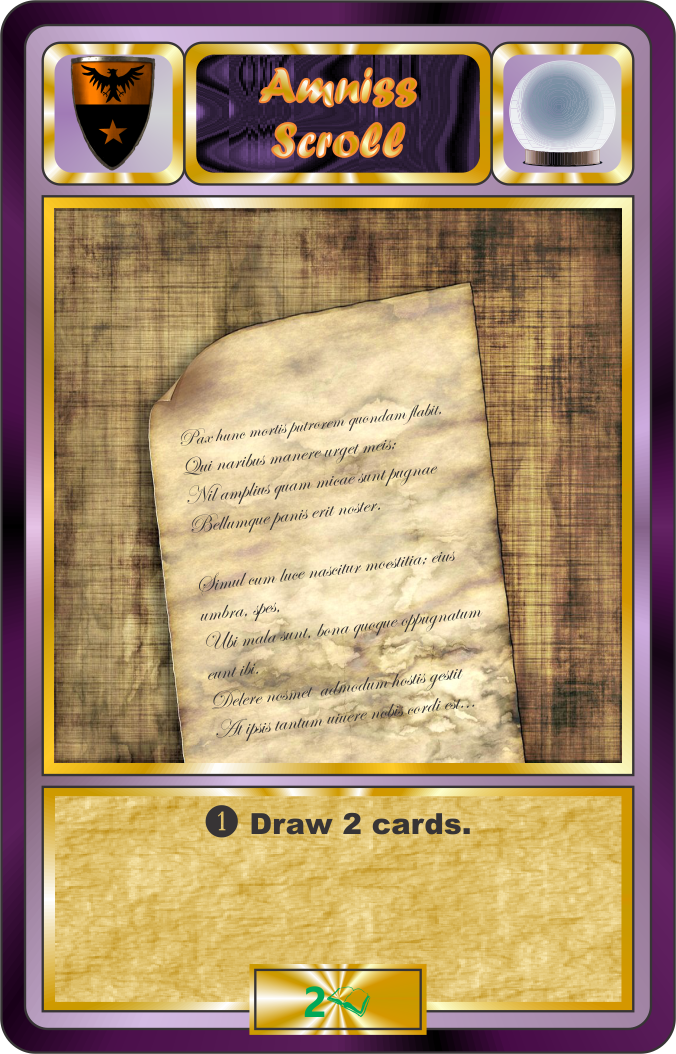 Amniss
Scroll
Pax hunc mortis putrorem quondam flabit,
Qui naribus manere urget meis;
Nil amplius quam micae sunt pugnae
Bellumque panis erit noster.
Simul cum luce nascitur moestitia; eius
umbra, spes.
Ubi mala sunt, bona quoque oppugnatum
eunt ibi.
Delere nosmet admodum hostis gestit
At ipsis tantum uiuere nobis cordi est...
❶ Draw 2 cards.
2